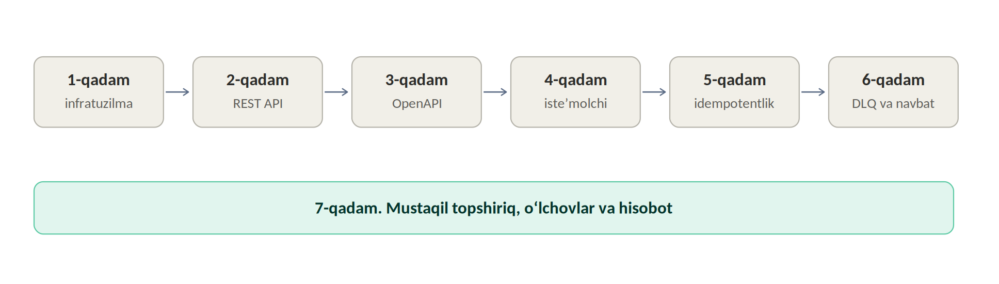 1-qadam
infratuzilma
2-qadam
REST API
3-qadam
OpenAPI
4-qadam
iste’molchi
5-qadam
idempotentlik
6-qadam
DLQ va navbat
7-qadam. Mustaqil topshiriq, o‘lchovlar va hisobot